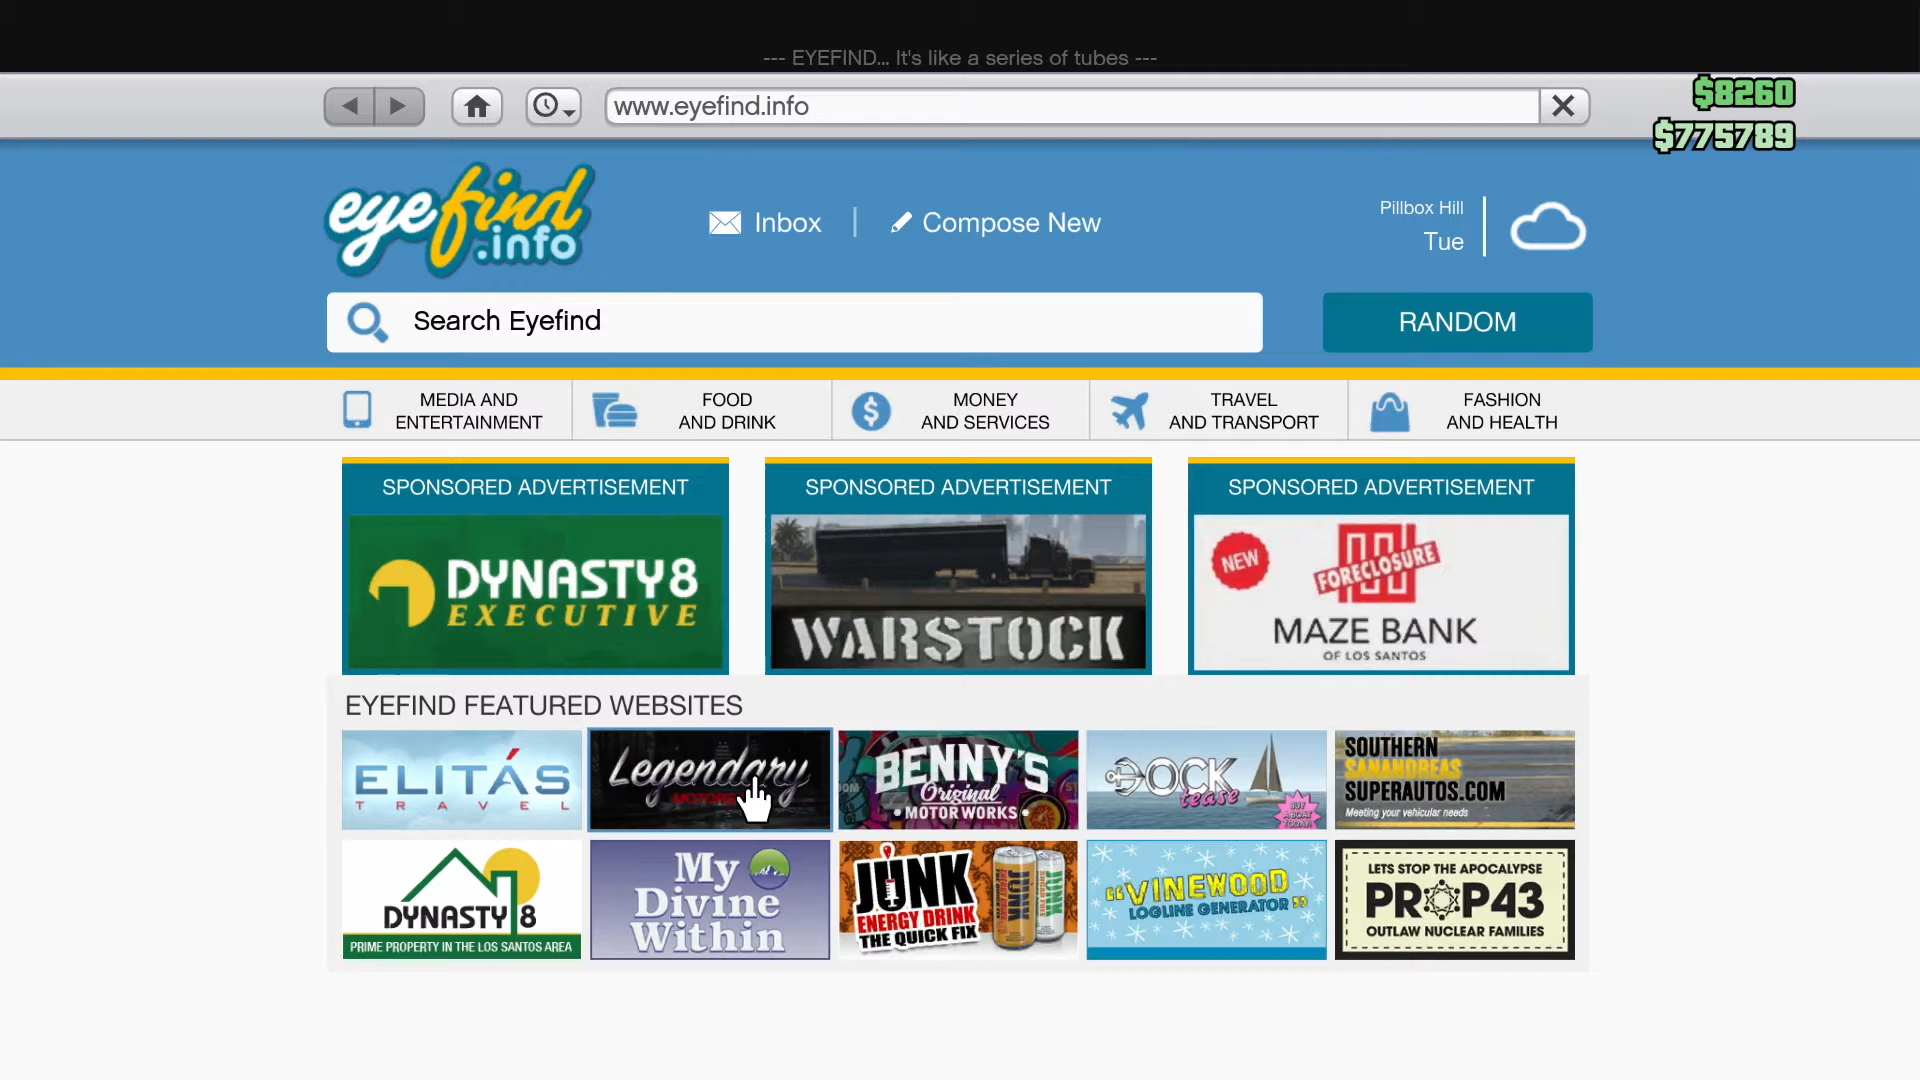 --- EYEFIND... It's like a series of tubes ---
www.eyefind.info
$8260
$775789
eyefind
.info
Inbox
Compose New
Pillbox Hill
Tue
Search Eyefind
RANDOM
MEDIA AND
ENTERTAINMENT
FOOD
AND DRINK
MONEY
AND SERVICES
TRAVEL
AND TRANSPORT
FASHION
AND HEALTH
SPONSORED ADVERTISEMENT
DYNASTY8
EXECUTIVE
SPONSORED ADVERTISEMENT
WARSTOCK
SPONSORED ADVERTISEMENT
NEW
FORECLOSURE
MAZE BANK
OF LOS SANTOS
EYEFIND FEATURED WEBSITES
ELITÁS
TRAVEL
Legendary
BENNY'S
Original
MOTOR WORKS
DOCK
tease
BUY
A BOAT
TODAY!
SOUTHERN
SANANDREAS
SUPERAUTOS.COM
Meeting your vehicular needs
DYNASTY 8
PRIME PROPERTY IN THE LOS SANTOS AREA
My
Divine
Within
JUNK
ENERGY DRINK
THE QUICK FIX
"VINEWOOD
LOGLINE GENERATOR"
LETS STOP THE APOCALYPSE
PROP43
OUTLAW NUCLEAR FAMILIES